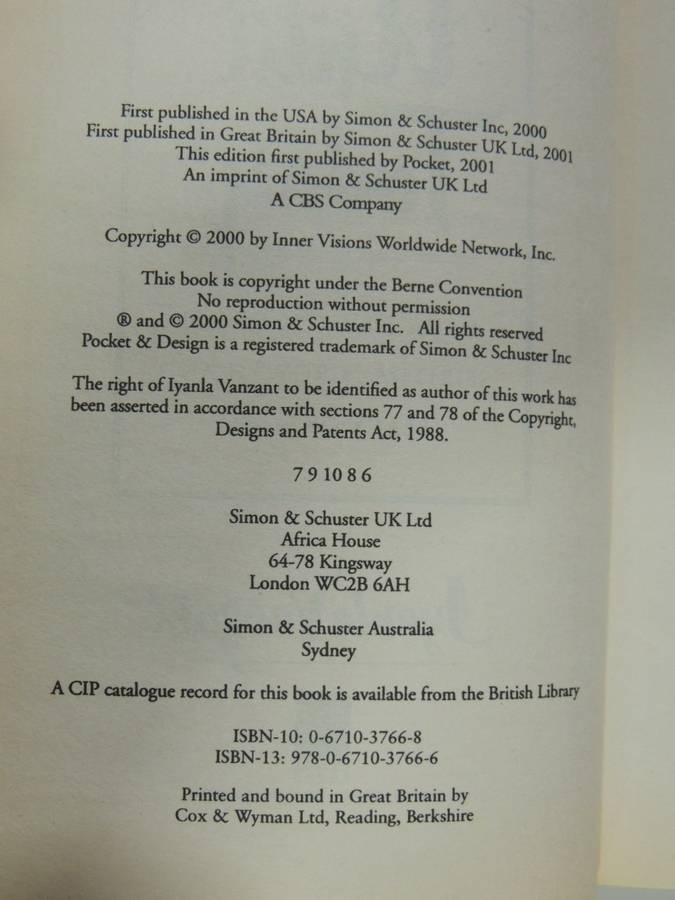 First published in the USA by Simon & Schuster Inc, 2000
First published in Great Britain by Simon & Schuster UK Ltd, 2001
This edition first published by Pocket, 2001
An imprint of Simon & Schuster UK Ltd
A CBS Company
Copyright © 2000 by Inner Visions Worldwide Network, Inc.
This book is copyright under the Berne Convention
No reproduction without permission
® and © 2000 Simon & Schuster Inc. All rights reserved
Pocket & Design is a registered trademark of Simon & Schuster Inc
The right of Iyanla Vanzant to be identified as author of this work has
been asserted in accordance with sections 77 and 78 of the Copyright,
Designs and Patents Act, 1988.
7 9 10 8 6
Simon & Schuster UK Ltd
Africa House
64-78 Kingsway
London WC2B 6AH
Simon & Schuster Australia
Sydney
A CIP catalogue record for this book is available from the British Library
ISBN-10: 0-6710-3766-8
ISBN-13: 978-0-6710-3766-6
Printed and bound in Great Britain by
Cox & Wyman Ltd, Reading, Berkshire